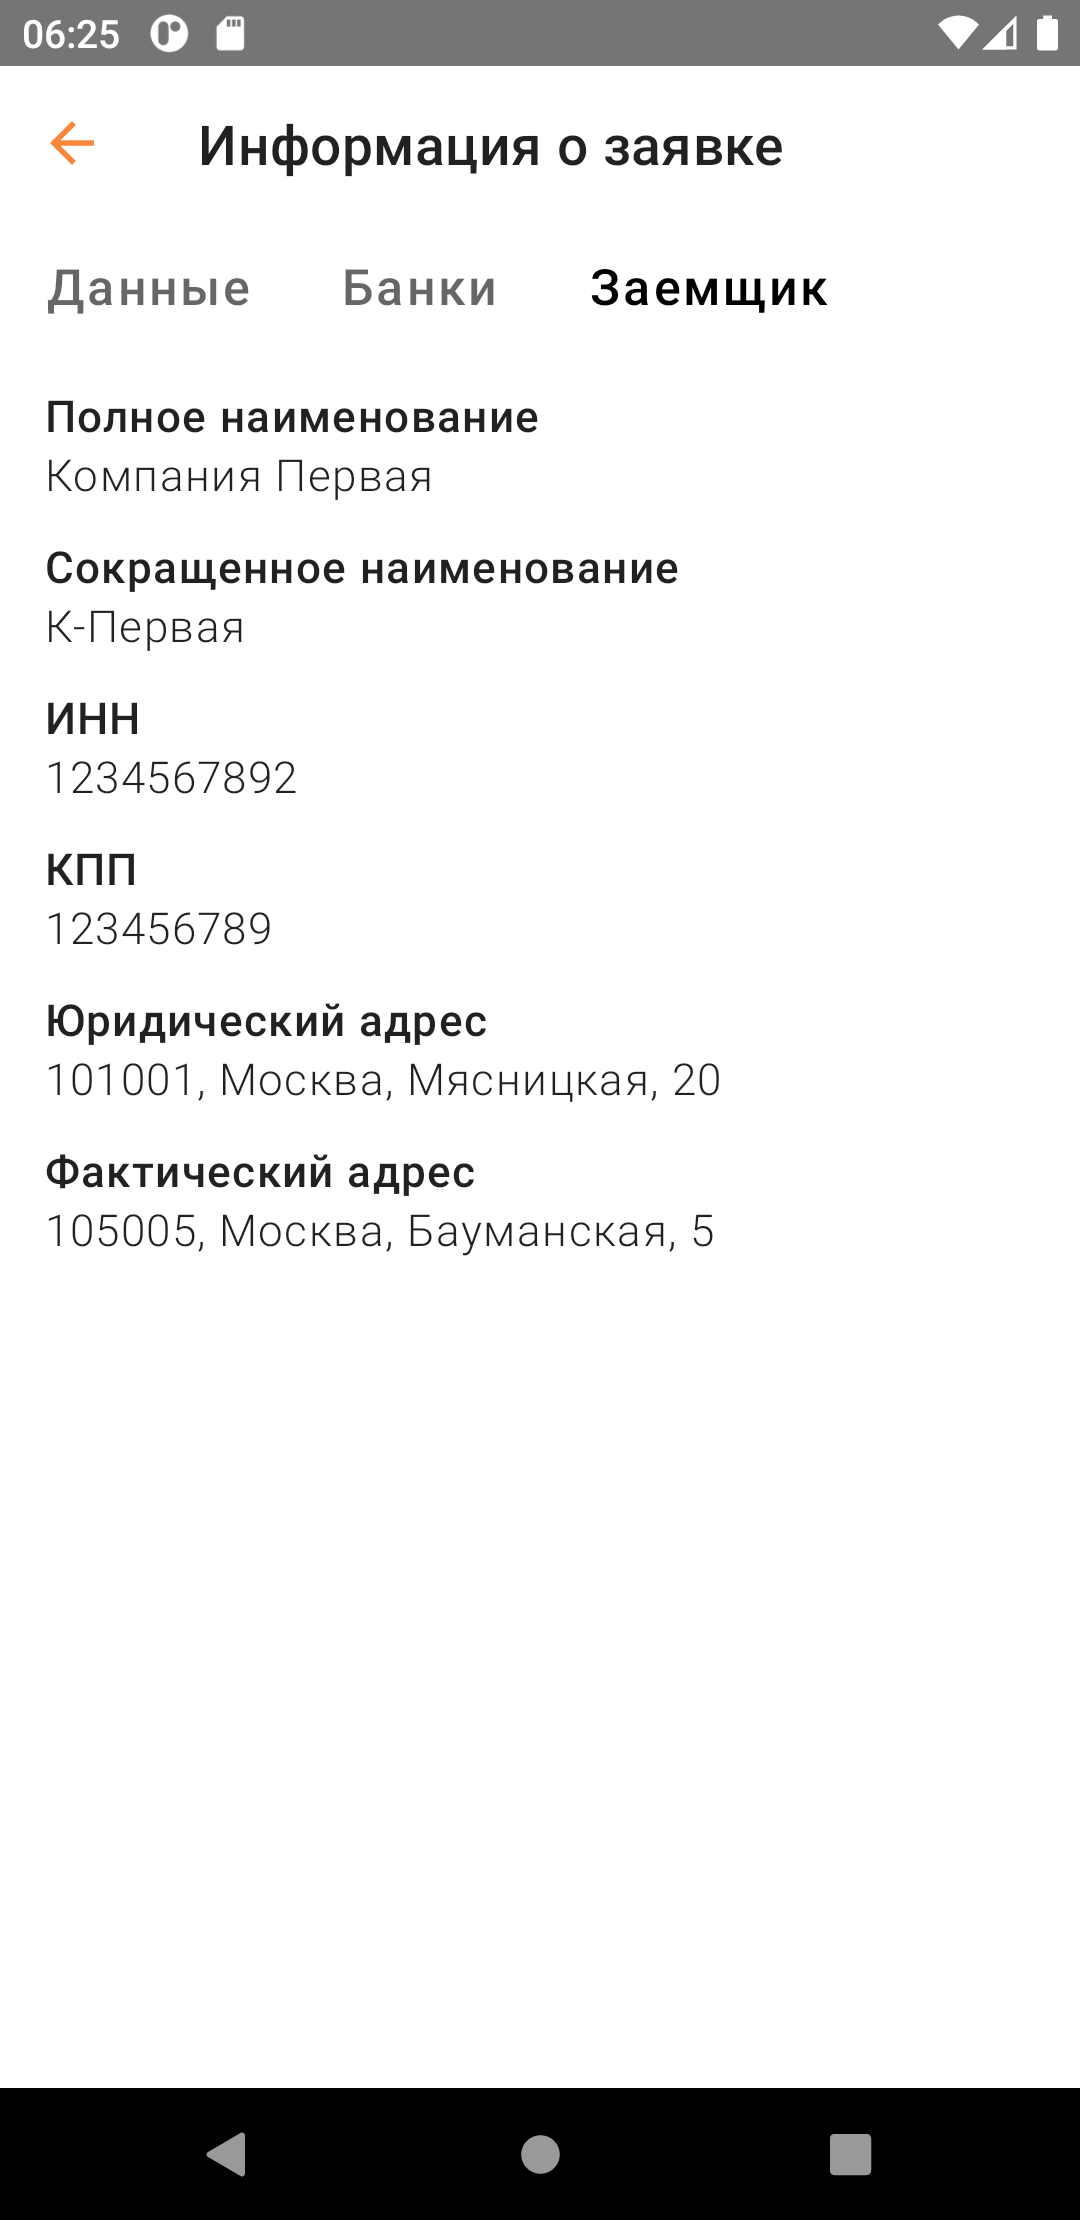 06:25
Информация о заявке
Данные Банки Заемщик
Полное наименование
Компания Первая
Сокращенное наименование
К-Первая
ИНН
1234567892
КПП
123456789
Юридический адрес
101001, Москва, Мясницкая, 20
Фактический адрес
105005, Москва, Бауманская, 5